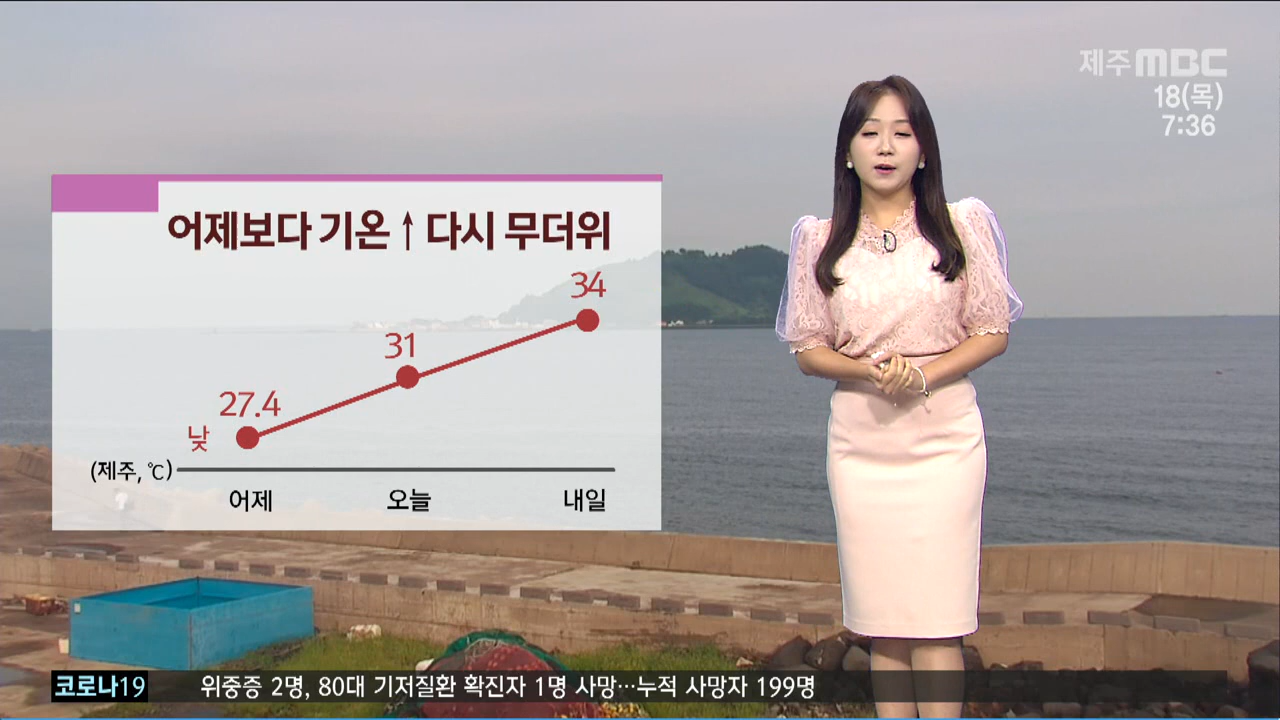 제주 MBC
18(목)
7:36
어제보다 기온↑ 다시 무더위
34
31
27.4
낮
(제주, ℃)
어제 오늘 내일
코로나19 위중증 2명, 80대 기저질환 확진자 1명 사망…누적 사망자 199명